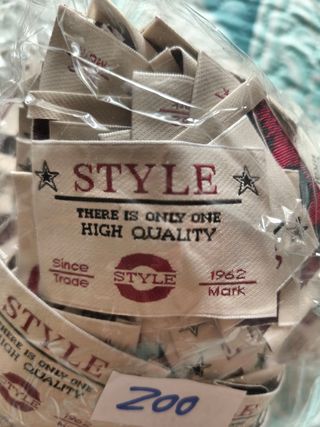 STYLE
THERE IS ONLY ONE
HIGH QUALITY
Since STYLE 1962
Trade Mark
STYLE
THERE IS ONLY ONE
HIGH QUALITY
STYLE
200